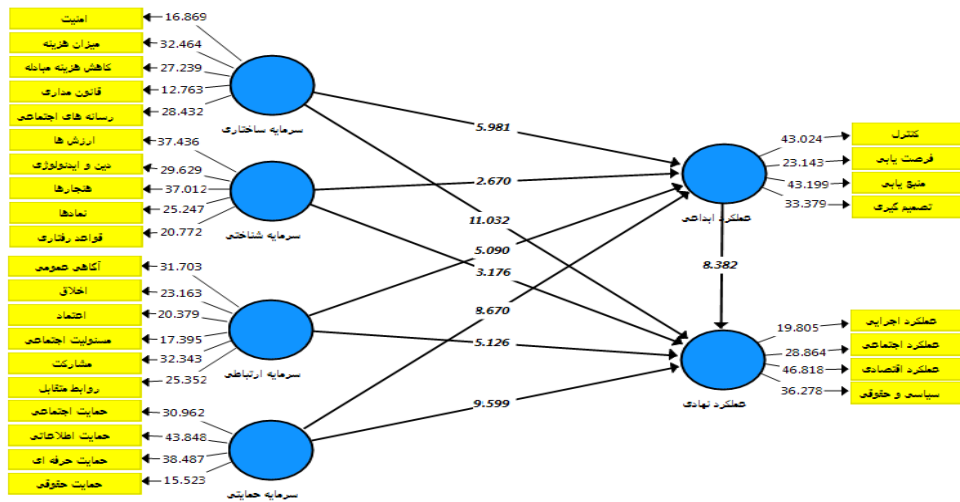 امنیت
16.869
میزان هزینه
32.464
کاهش هزینه مبادله
27.239
قانون مداری
12.763
رسانه های اجتماعی
28.432
سرمایه ساختاری
ارزش ها
37.436
دین و ایدئولوژی
29.629
هنجارها
37.012
نمادها
25.247
قواعد رفتاری
20.772
سرمایه شناختی
آگاهی عمومی
31.703
اخلاق
23.163
اعتماد
20.379
مسئولیت اجتماعی
17.395
مشارکت
32.343
روابط متقابل
25.352
سرمایه ارتباطی
حمایت اجتماعی
30.962
حمایت اطلاعاتی
43.848
حمایت حرفه ای
38.487
حمایت حقوقی
15.523
سرمایه حمایتی
5.981
2.670
11.032
5.090
3.176
8.670
5.126
9.599
8.382
43.024
کنترل
23.143
فرصت یابی
43.199
منبع یابی
33.379
تصمیم گیری
عملکرد ابداعی
19.805
عملکرد اجرایی
28.864
عملکرد اجتماعی
46.818
عملکرد اقتصادی
36.278
سیاسی و حقوقی
عملکرد نهادی